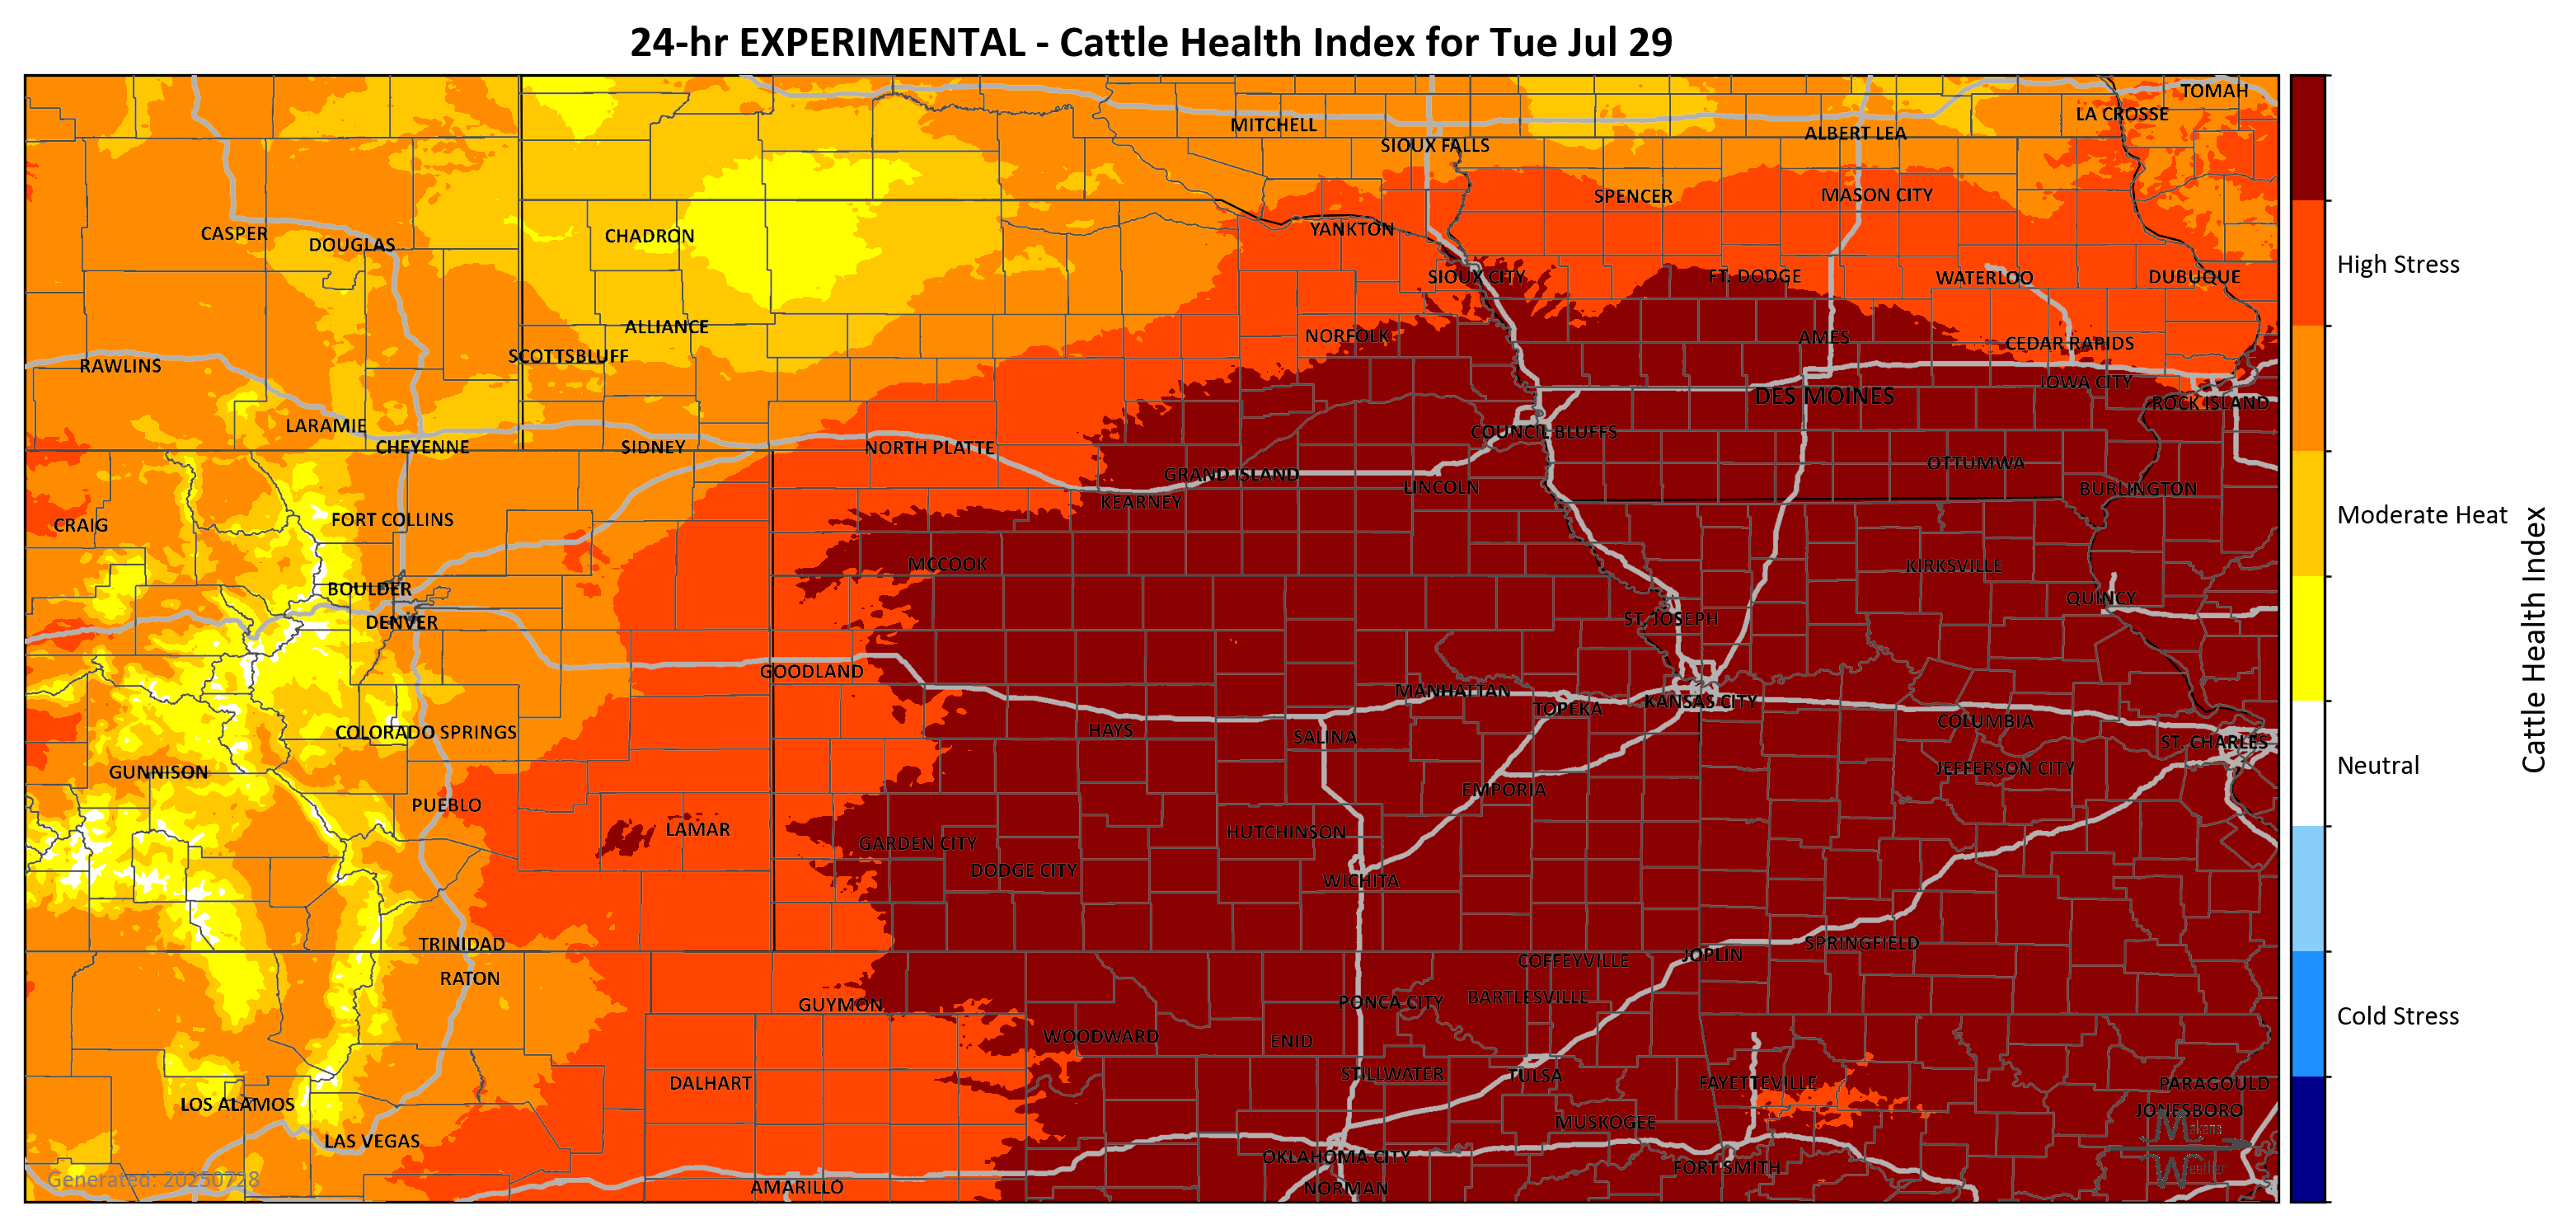 24-hr EXPERIMENTAL - Cattle Health Index for Tue Jul 29
TOMAH
LA CROSSE
MITCHELL
ALBERT LEA
SIOUX FALLS
SPENCER
MASON CITY
CASPER
DOUGLAS
CHADRON
YANKTON
SIOUX CITY
FT. DODGE
WATERLOO
DUBUQUE
High Stress
ALLIANCE
NORFOLK
AMES
CEDAR RAPIDS
SCOTTSBLUFF
RAWLINS
IOWA CITY
DES MOINES
ROCK ISLAND
LARAMIE
CHEYENNE
SIDNEY
NORTH PLATTE
COUNCIL BLUFFS
OTTUMWA
GRAND ISLAND
LINCOLN
BURLINGTON
KEARNEY
CRAIG
FORT COLLINS
Moderate Heat
MCCOOK
KIRKSVILLE
BOULDER
QUINCY
DENVER
ST. JOSEPH
Cattle Health Index
GOODLAND
MANHATTAN
TOPEKA
KANSAS CITY
COLUMBIA
COLORADO SPRINGS
HAYS
SALINA
ST. CHARLES
GUNNISON
JEFFERSON CITY
Neutral
EMPORIA
PUEBLO
LAMAR
HUTCHINSON
GARDEN CITY
DODGE CITY
WICHITA
TRINIDAD
SPRINGFIELD
JOPLIN
COFFEYVILLE
RATON
GUYMON
PONCA CITY
BARTLESVILLE
Cold Stress
WOODWARD
ENID
STILLWATER
TULSA
DALHART
FAYETTEVILLE
PARAGOULD
LOS ALAMOS
JONESBORO
MUSKOGEE
LAS VEGAS
OKLAHOMA CITY
FORT SMITH
Weather
Generated: 20250728
AMARILLO
NORMAN